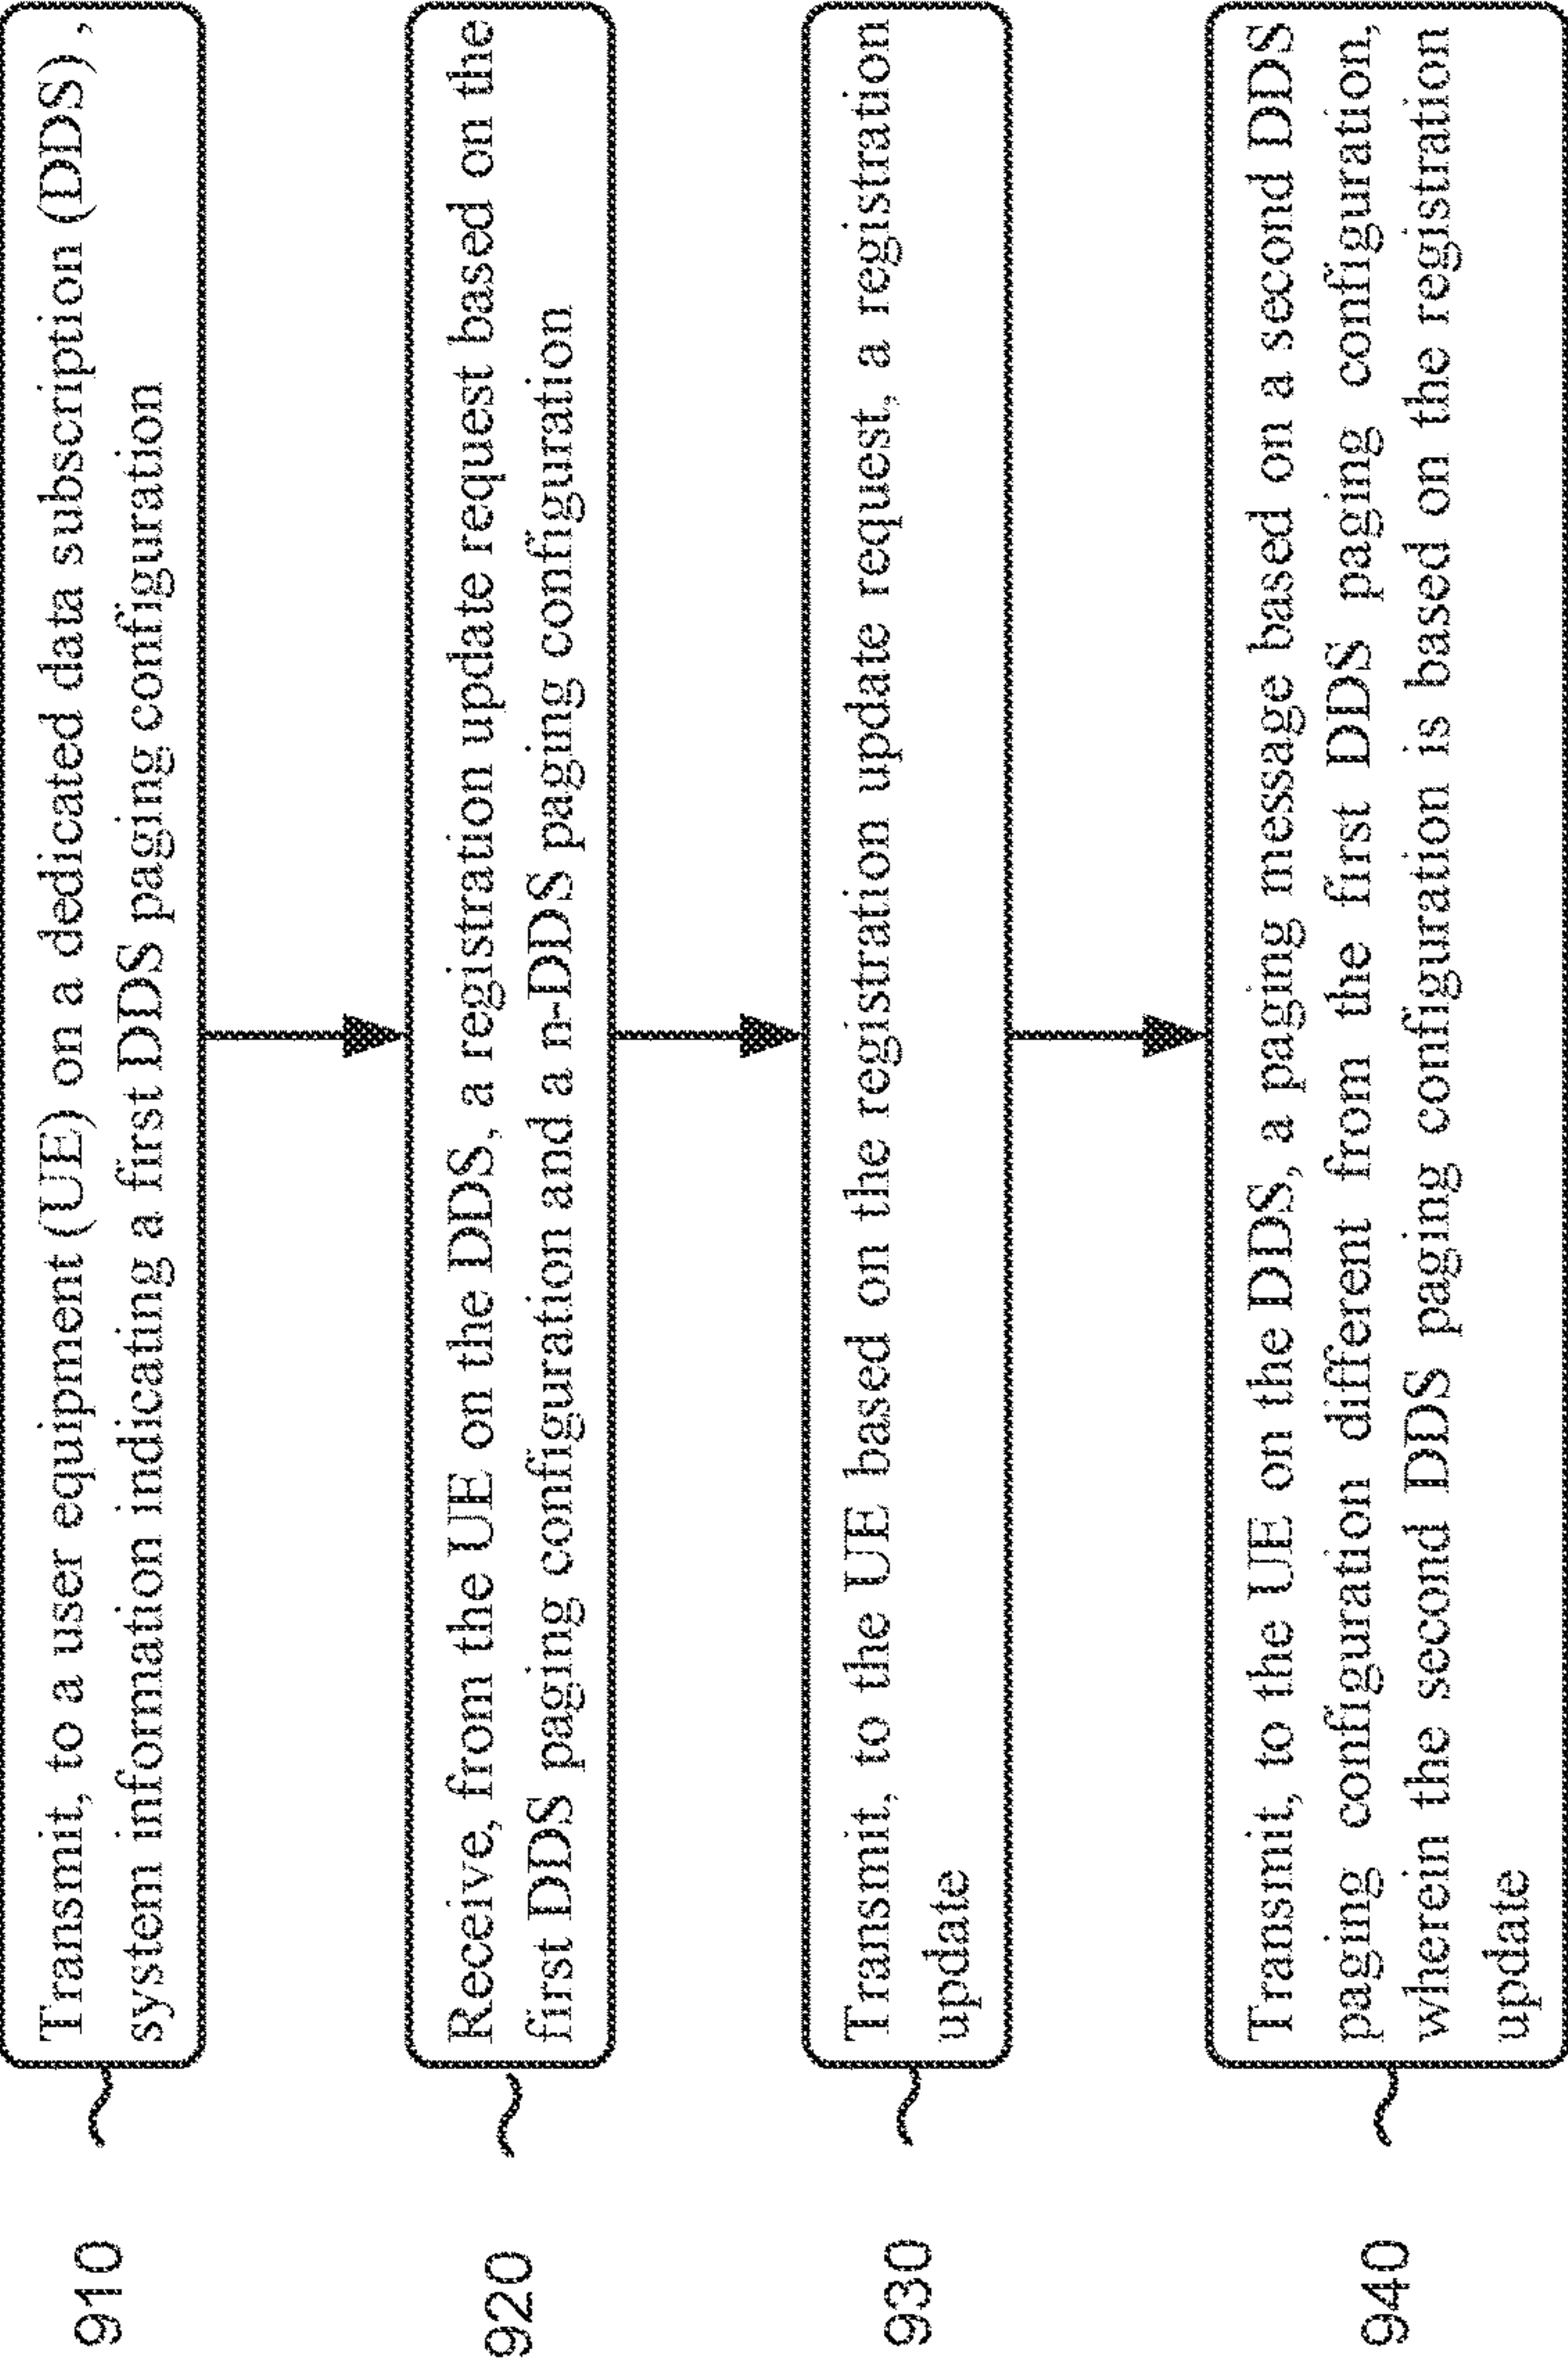 910
Transmit, to a user equipment (UE) on a dedicated data subscription (DDS) ,
system information indicating a first DDS paging configuration
920
Receive, from the UE on the DDS, a registration update request based on the
first DDS paging configuration and a n-DDS paging configuration
930
Transmit, to the UE based on the registration update request, a registration
update
940
Transmit, to the UE on the DDS, a paging message based on a second DDS
paging configuration different from the first DDS paging configuration,
wherein the second DDS paging configuration is based on the registration
update